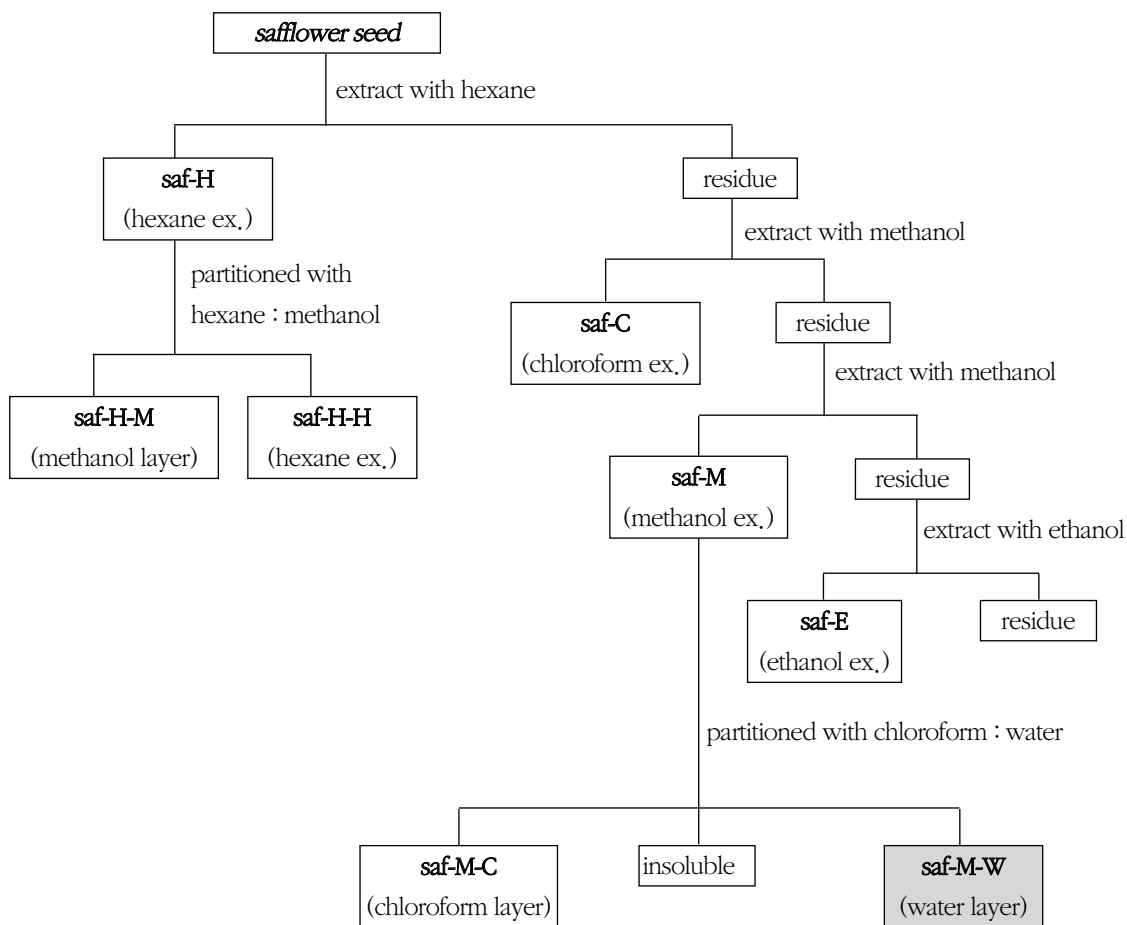 safflower seed
extract with hexane
saf-H
(hexane ex.)
residue
extract with methanol
partitioned with
hexane : methanol
saf-C
(chloroform ex.)
residue
extract with methanol
saf-H-M
(methanol layer)
saf-H-H
(hexane ex.)
saf-M
(methanol ex.)
residue
extract with ethanol
saf-E
(ethanol ex.)
residue
partitioned with chloroform : water
saf-M-C
(chloroform layer)
insoluble
saf-M-W
(water layer)